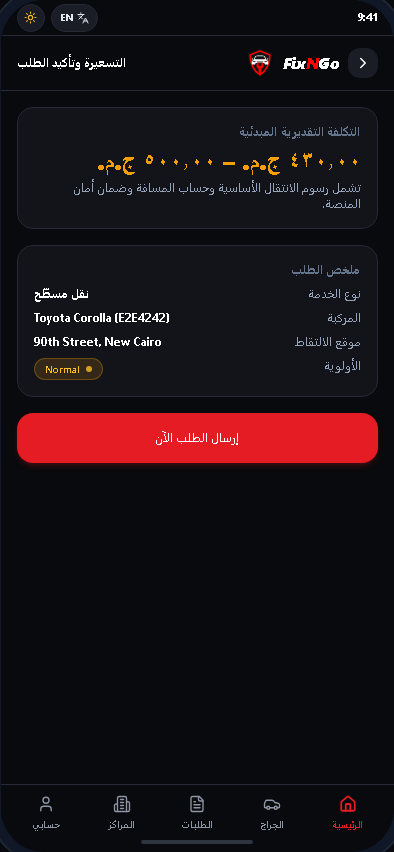 EN
9:41
FixNGo
التسعيرة وتأكيد الطلب
التكلفة التقديرية المبدئية
٤٣٠٫٠٠ ج.م. – ٥٠٠٫٠٠ ج.م.
تشمل رسوم الانتقال الأساسية وحساب المسافة وضمان أمان
المنصة.
ملخص الطلب
نوع الخدمة نقل مسطّح
المركبة Toyota Corolla (E2E4242)
موقع الالتقاط 90th Street, New Cairo
الأولوية Normal
إرسال الطلب الآن
الرئيسية الجراج الطلبات المراكز حسابي